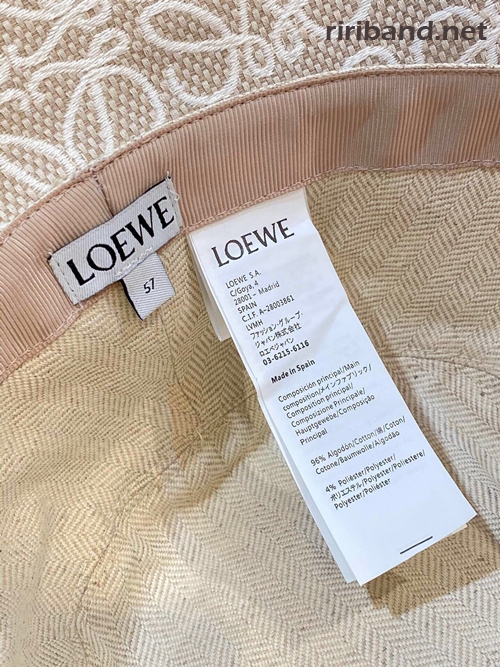 ririband.net
LOEWE
57
LOEWE
LOEWE S.A.
C/Goya, 4
28001 - Madrid
SPAIN
C.I.F. A-28003861
LVMH
ファッション・グループ・
ジャパン株式会社
ロエベジャパン
03-6215-6116
Made in Spain
Composición principal/Main
composition/メインファブリック/
Composition principal/
Composizione Principale/
Hauptgewebe/Composição
Principal
96% Algodón/Cotton/綿/Coton/
Cotone/Baumwolle/Algodão
4% Poliéster/Polyester/
ポリエステル/Polyester/Poliestere/
Polyester/Poliéster